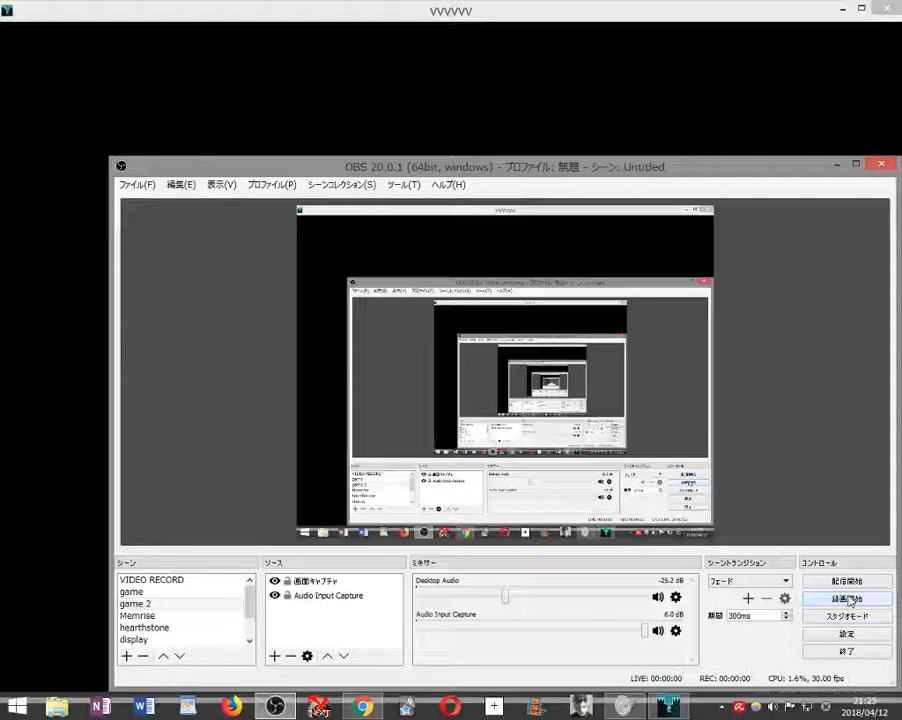 VVVVVV
OBS 20.0.1 (64bit, windows) - プロファイル: 無題 - シーン: Untitled
ファイル(F) 編集(E) 表示(V) プロファイル(P) シーンコレクション(S) ツール(T) ヘルプ(H)
VVVVVV
シーン ソース ミキサー シーントランジション コントロール
VIDEO RECORD
game
game 2
Memrise
hearthstone
display
画面キャプチャ
Audio Input Capture
Desktop Audio -25.2 dB
Audio Input Capture 6.0 dB
フェード
期間 300ms
配信開始
録画開始
スタジオモード
設定
終了
LIVE: 00:00:00 REC: 00:00:00 CPU: 1.6%, 30.00 fps
21:25
2018/04/12